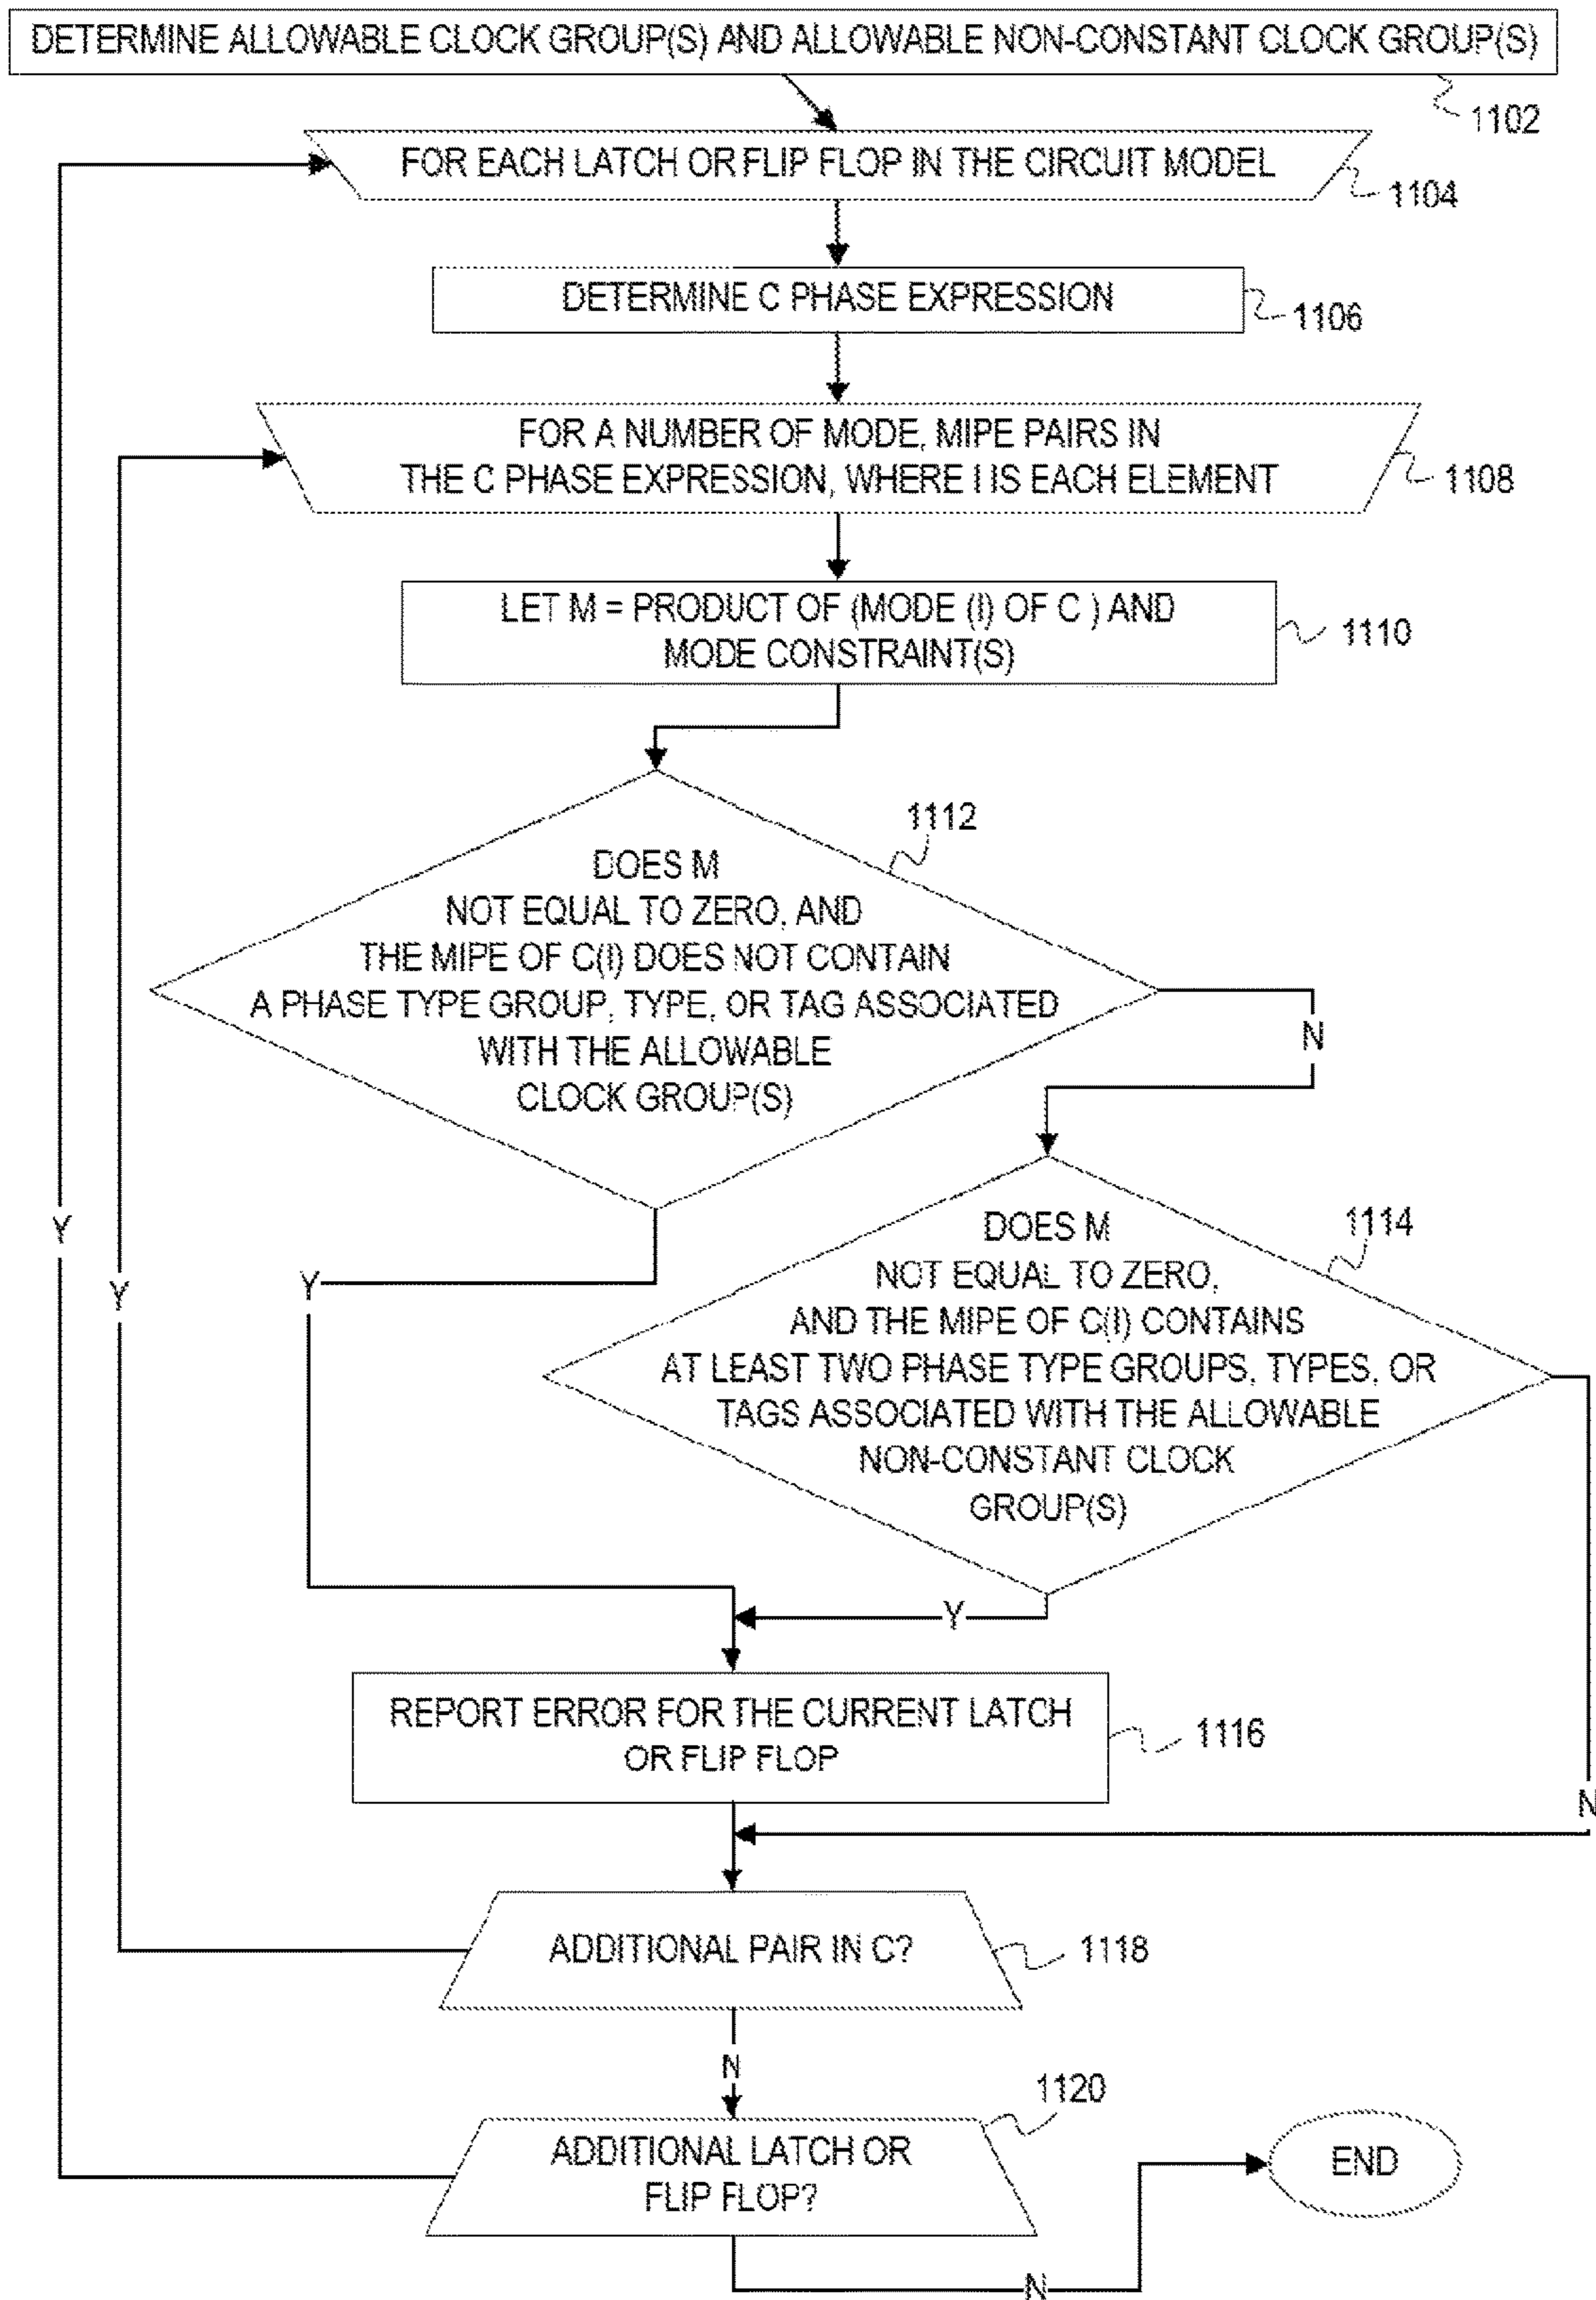 DETERMINE ALLOWABLE CLOCK GROUP(S) AND ALLOWABLE NON-CONSTANT CLOCK GROUP(S)
1102
FOR EACH LATCH OR FLIP FLOP IN THE CIRCUIT MODEL
1104
DETERMINE C PHASE EXPRESSION
1106
FOR A NUMBER OF MODE, MIPE PAIRS IN
THE C PHASE EXPRESSION, WHERE I IS EACH ELEMENT
1108
LET M = PRODUCT OF (MODE (I) OF C ) AND
MODE CONSTRAINT(S)
1110
1112
DOES M
NOT EQUAL TO ZERO, AND
THE MIPE OF C(I) DOES NOT CONTAIN
A PHASE TYPE GROUP, TYPE, OR TAG ASSOCIATED
WITH THE ALLOWABLE
CLOCK GROUP(S)
N
Y
1114
DOES M
NOT EQUAL TO ZERO,
AND THE MIPE OF C(I) CONTAINS
AT LEAST TWO PHASE TYPE GROUPS, TYPES, OR
TAGS ASSOCIATED WITH THE ALLOWABLE
NON-CONSTANT CLOCK
GROUP(S)
Y
Y
Y
N
REPORT ERROR FOR THE CURRENT LATCH
OR FLIP FLOP
1116
ADDITIONAL PAIR IN C?
1118
N
1120
ADDITIONAL LATCH OR
FLIP FLOP?
END
N